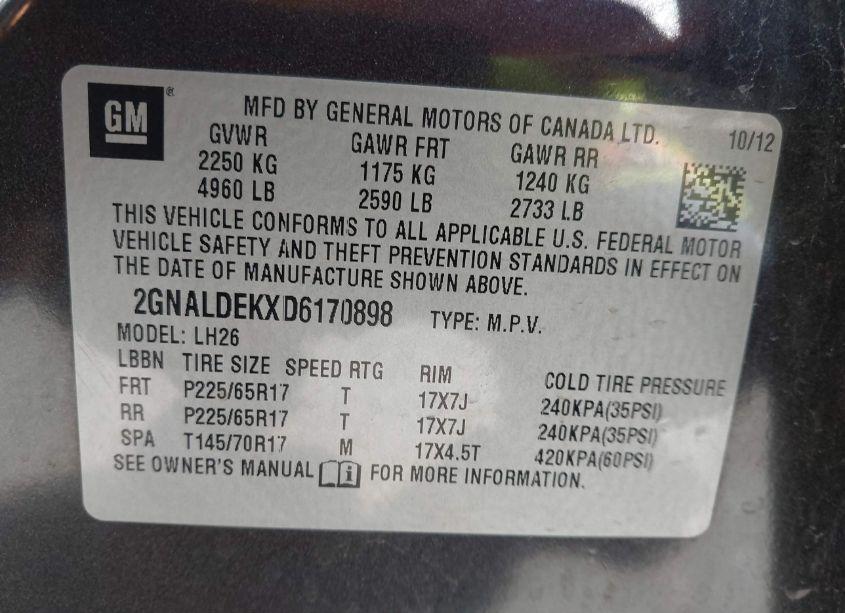 GM ®
MFD BY GENERAL MOTORS OF CANADA LTD. 10/12
GVWR GAWR FRT GAWR RR
2250 KG 1175 KG 1240 KG
4960 LB 2590 LB 2733 LB
THIS VEHICLE CONFORMS TO ALL APPLICABLE U.S. FEDERAL MOTOR
VEHICLE SAFETY AND THEFT PREVENTION STANDARDS IN EFFECT ON
THE DATE OF MANUFACTURE SHOWN ABOVE.
2GNALDEKXD6170898 TYPE: M.P.V.
MODEL: LH26
LBBN TIRE SIZE SPEED RTG RIM COLD TIRE PRESSURE
FRT P225/65R17 T 17X7J 240KPA(35PSI)
RR P225/65R17 T 17X7J 240KPA(35PSI)
SPA T145/70R17 M 17X4.5T 420KPA(60PSI)
SEE OWNER'S MANUAL FOR MORE INFORMATION.